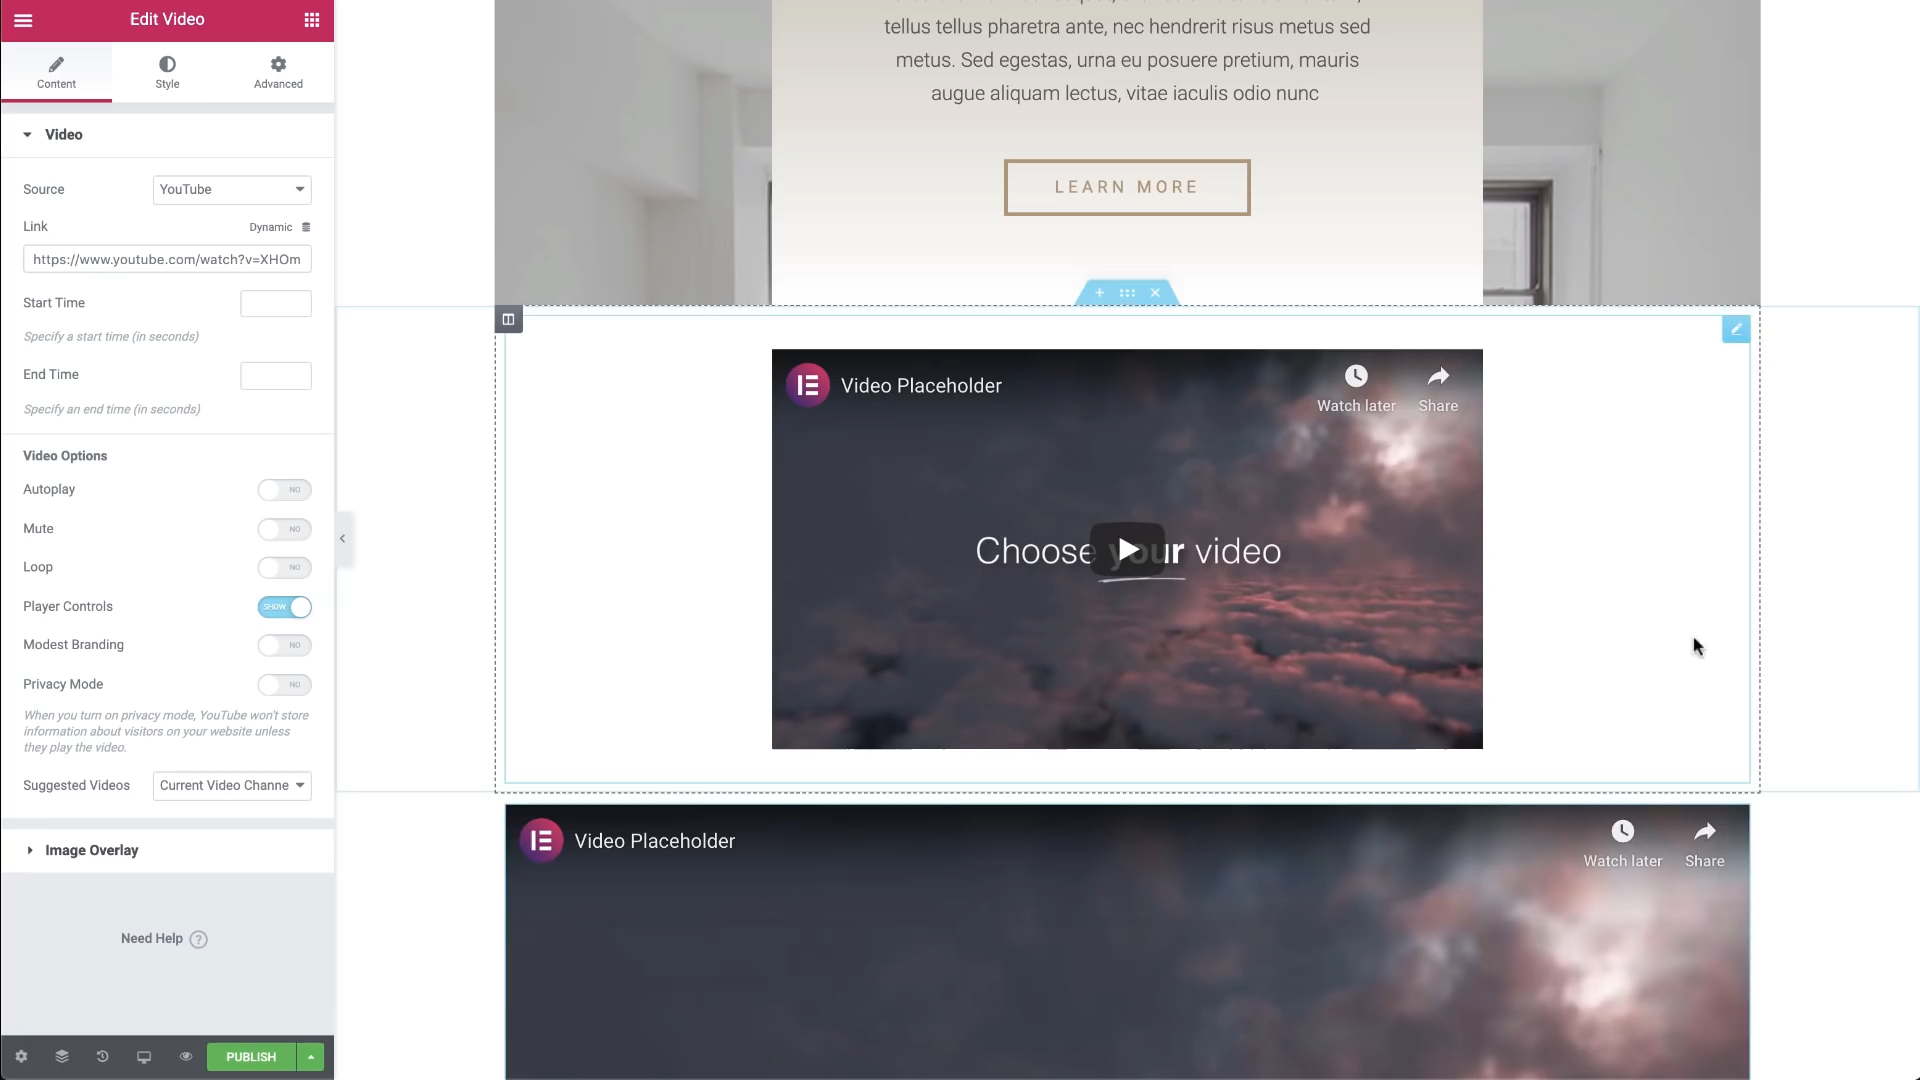 Edit Video
Content
Style
Advanced
Video
Source
YouTube
Link
Dynamic
https://www.youtube.com/watch?v=XHOm
Start Time
Specify a start time (in seconds)
End Time
Specify an end time (in seconds)
Video Options
Autoplay
NO
Mute
NO
Loop
NO
Player Controls
SHOW
Modest Branding
NO
Privacy Mode
NO
When you turn on privacy mode, YouTube won't store
information about visitors on your website unless
they play the video.
Suggested Videos
Current Video Channe
Image Overlay
Need Help
PUBLISH
tellus tellus pharetra ante, nec hendrerit risus metus sed
metus. Sed egestas, urna eu posuere pretium, mauris
augue aliquam lectus, vitae iaculis odio nunc
LEARN MORE
Video Placeholder
Watch later
Share
Choose your video
Video Placeholder
Watch later
Share